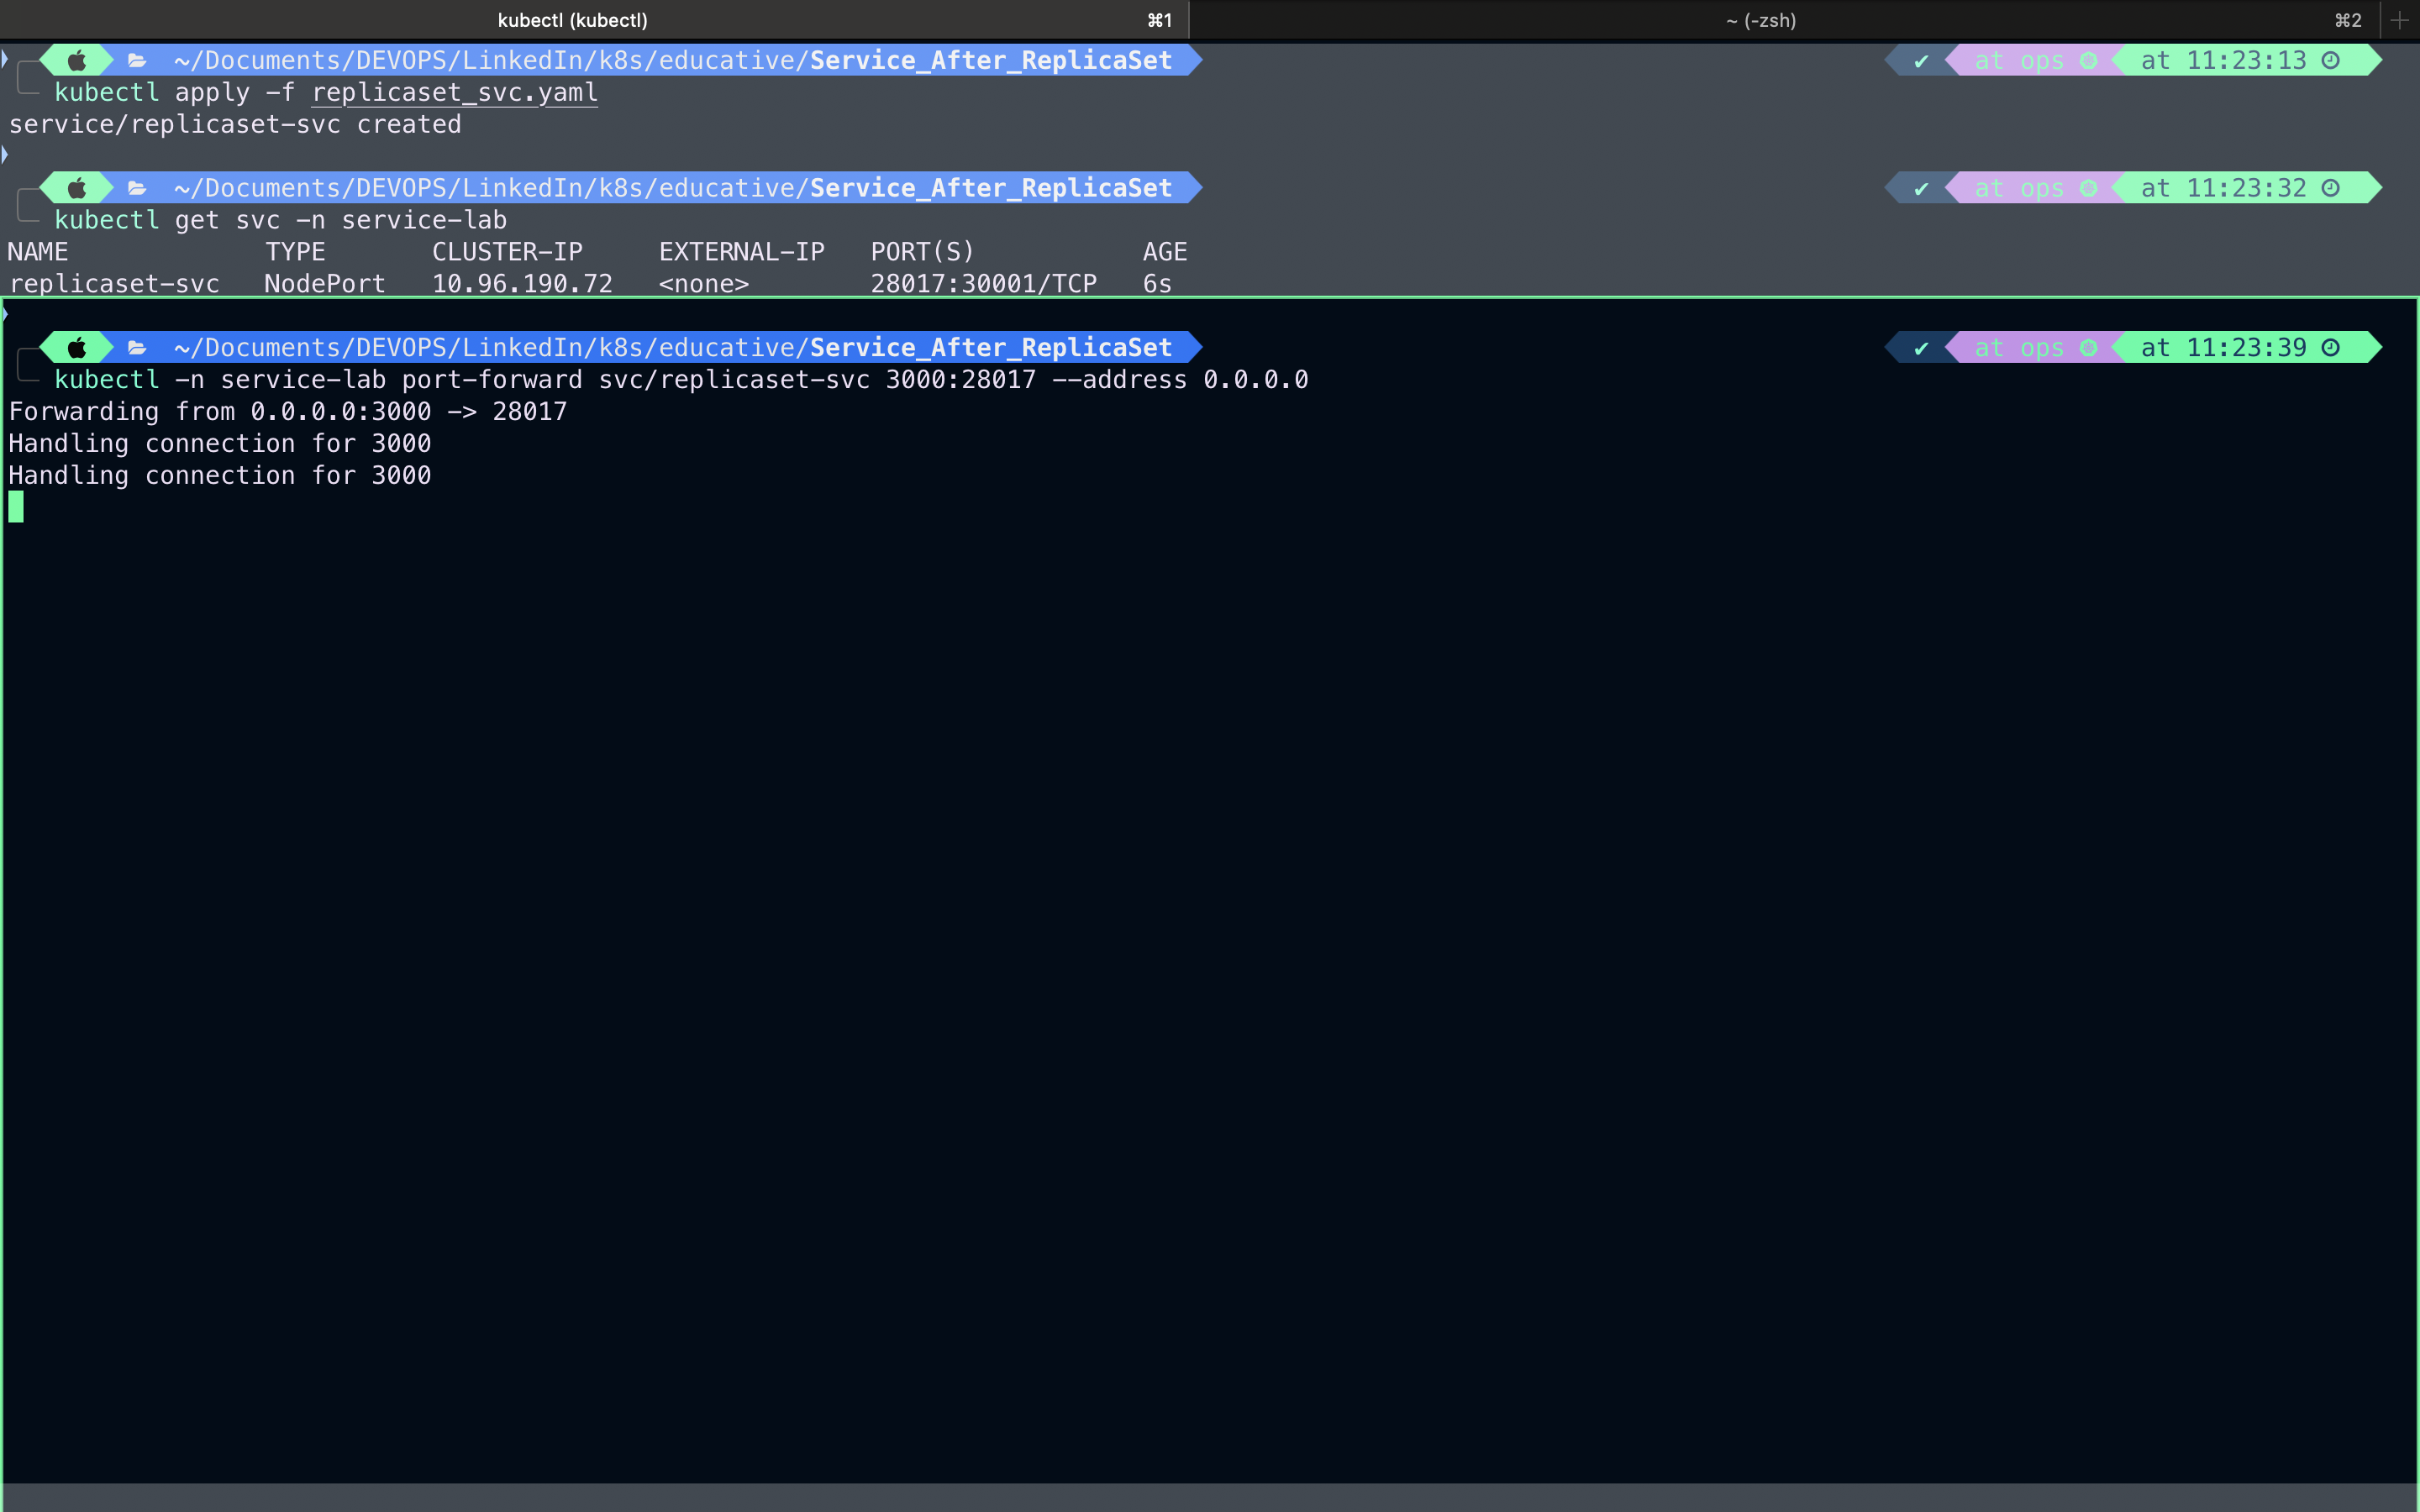 kubectl (kubectl) ⌘1 ~ (-zsh) ⌘2 +
~/Documents/DEVOPS/LinkedIn/k8s/educative/Service_After_ReplicaSet ✔ at ops at 11:23:13
kubectl apply -f replicaset_svc.yaml
service/replicaset-svc created
~/Documents/DEVOPS/LinkedIn/k8s/educative/Service_After_ReplicaSet ✔ at ops at 11:23:32
kubectl get svc -n service-lab
NAME TYPE CLUSTER-IP EXTERNAL-IP PORT(S) AGE
replicaset-svc NodePort 10.96.190.72 <none> 28017:30001/TCP 6s
~/Documents/DEVOPS/LinkedIn/k8s/educative/Service_After_ReplicaSet ✔ at ops at 11:23:39
kubectl -n service-lab port-forward svc/replicaset-svc 3000:28017 --address 0.0.0.0
Forwarding from 0.0.0.0:3000 -> 28017
Handling connection for 3000
Handling connection for 3000